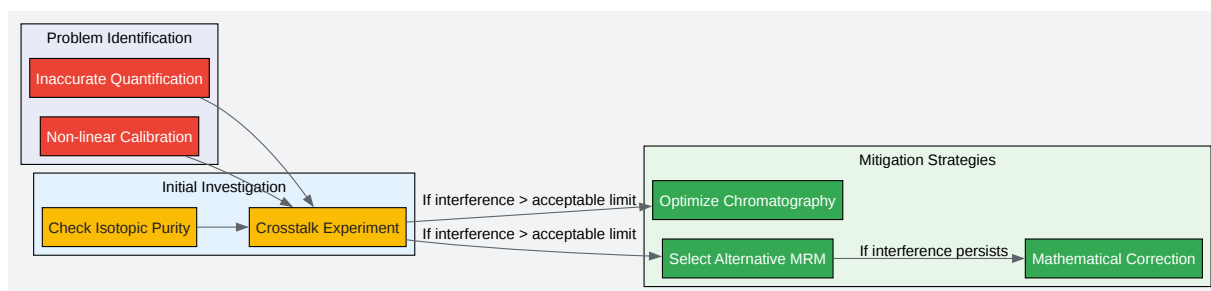 Problem Identification
Inaccurate Quantification
Non-linear Calibration
Initial Investigation
Check Isotopic Purity
Crosstalk Experiment
If interference > acceptable limit
If interference > acceptable limit
Mitigation Strategies
Optimize Chromatography
Select Alternative MRM
If interference persists
Mathematical Correction